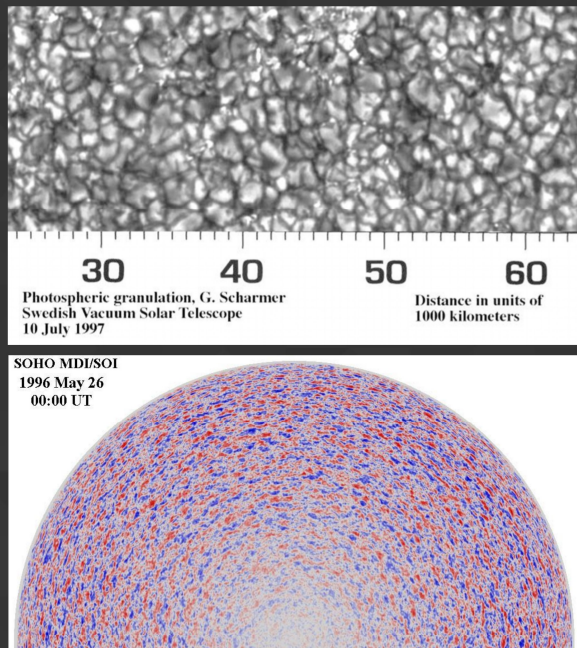 30 40 50 60
Photospheric granulation, G. Scharmer
Swedish Vacuum Solar Telescope
10 July 1997
Distance in units of
1000 kilometers
SOHO MDI/SOI
1996 May 26
00:00 UT